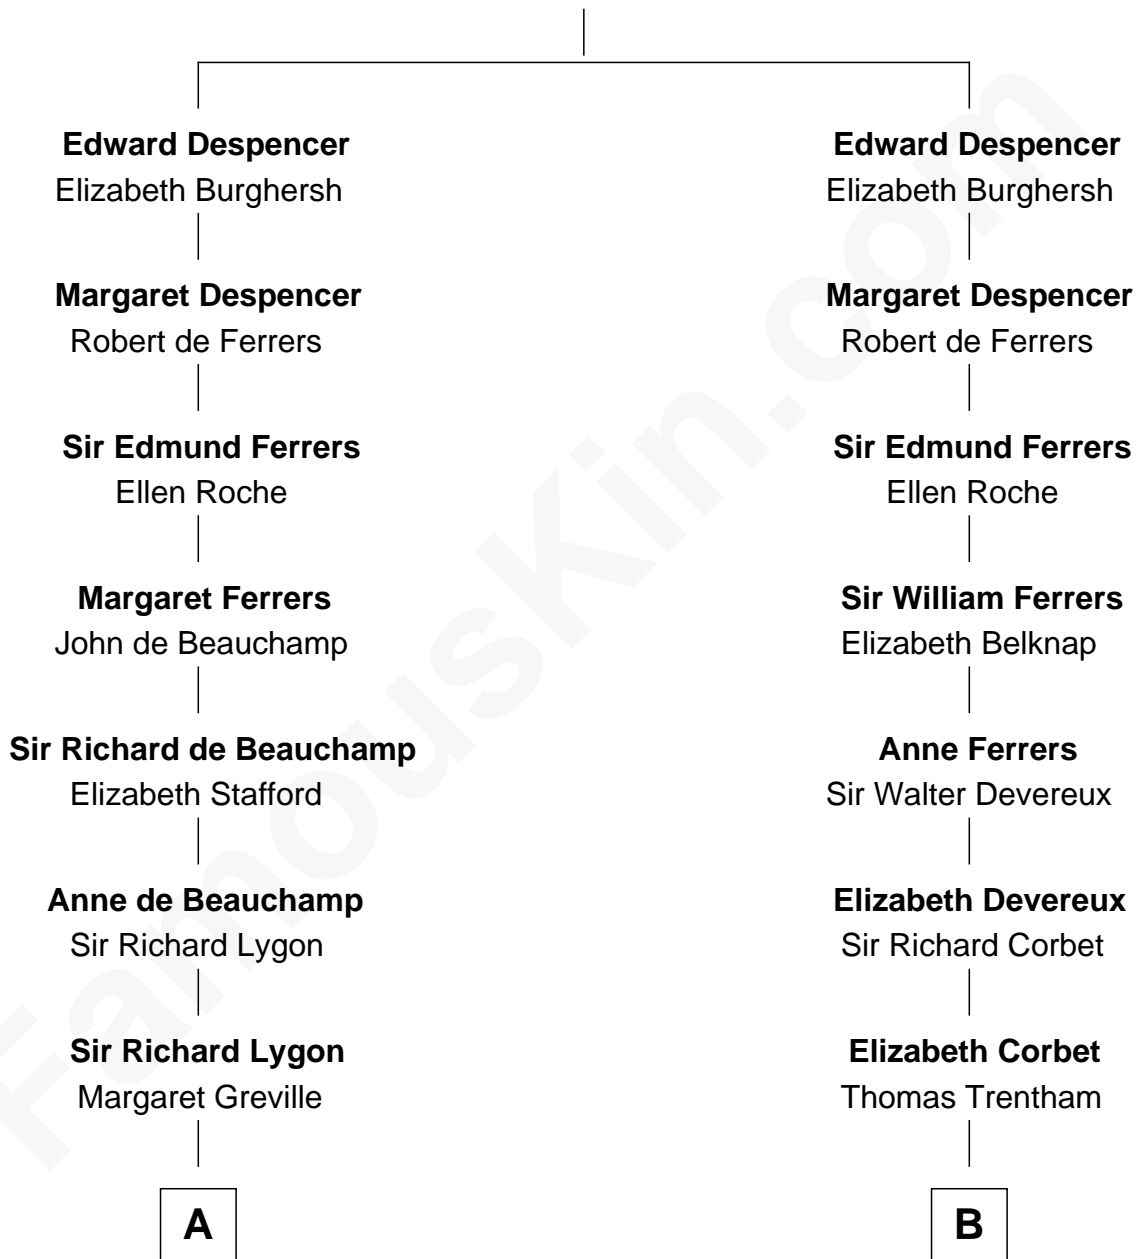 Edward Despencer
Elizabeth Burghersh
Margaret Despencer
Robert de Ferrers
Sir Edmund Ferrers
Ellen Roche
Margaret Ferrers
John de Beauchamp
Sir Richard de Beauchamp
Elizabeth Stafford
Anne de Beauchamp
Sir Richard Lygon
Sir Richard Lygon
Margaret Greville
A
Edward Despencer
Elizabeth Burghersh
Margaret Despencer
Robert de Ferrers
Sir Edmund Ferrers
Ellen Roche
Sir William Ferrers
Elizabeth Belknap
Anne Ferrers
Sir Walter Devereux
Elizabeth Devereux
Sir Richard Corbet
Elizabeth Corbet
Thomas Trentham
B
FamousKin.com